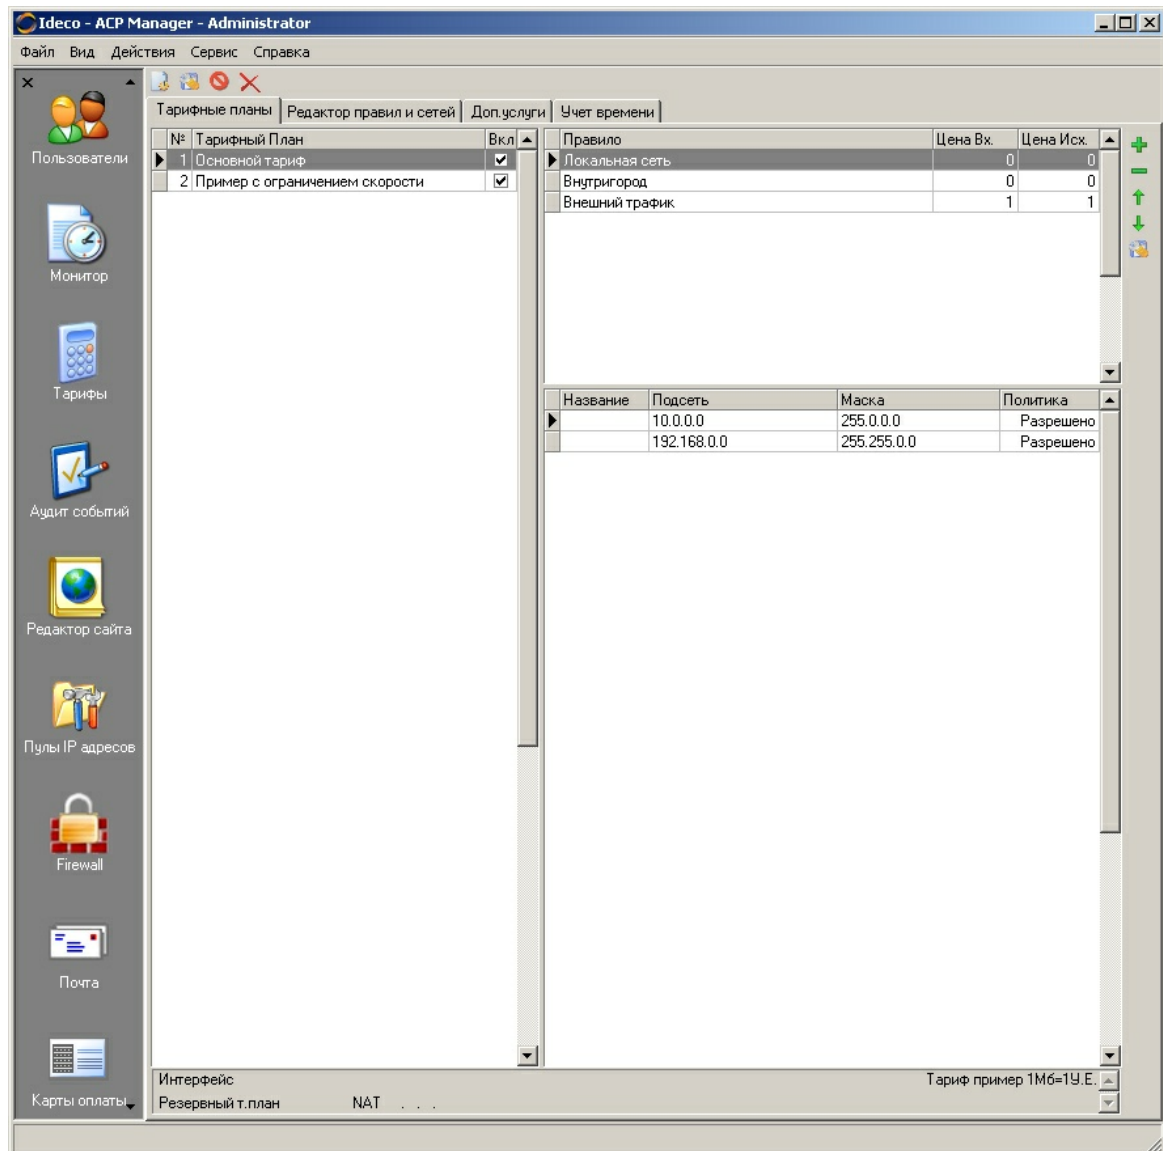 Ideco - ACP Manager - Administrator
Файл Вид Действия Сервис Справка
Тарифные планы Редактор правил и сетей Доп.услуги Учет времени
Пользователи
Монитор
Тарифы
Аудит событий
Редактор сайта
Пулы IP адресов
Firewall
Почта
Карты оплаты
№ Тарифный План Вкл
1 Основной тариф
2 Пример с ограничением скорости
Правило Цена Вх. Цена Исх.
Локальная сеть 0 0
Внутригород 0 0
Внешний трафик 1 1
Название Подсеть Маска Политика
10.0.0.0 255.0.0.0 Разрешено
192.168.0.0 255.255.0.0 Разрешено
Интерфейс Тариф пример 1Мб=1У.Е.
Резервный т.план NAT . . .